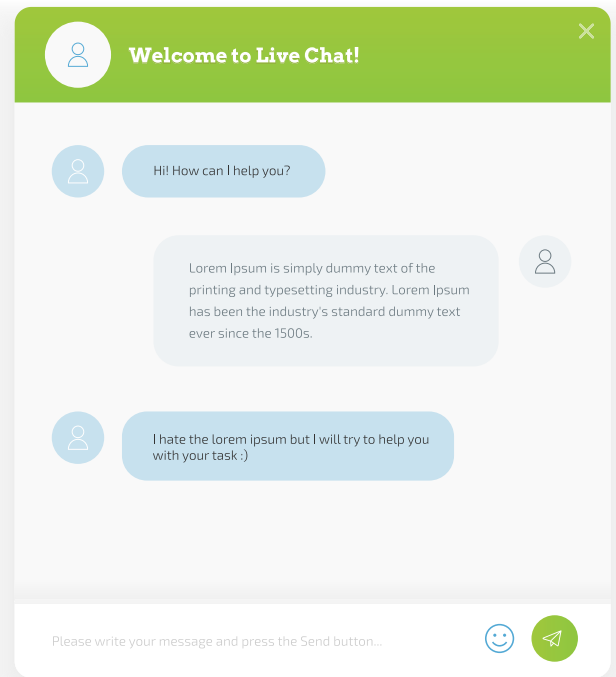 Welcome to Live Chat!
Hi! How can I help you?
Lorem Ipsum is simply dummy text of the
printing and typesetting industry. Lorem Ipsum
has been the industry's standard dummy text
ever since the 1500s.
I hate the lorem ipsum but I will try to help you
with your task :)
Please write your message and press the Send button...